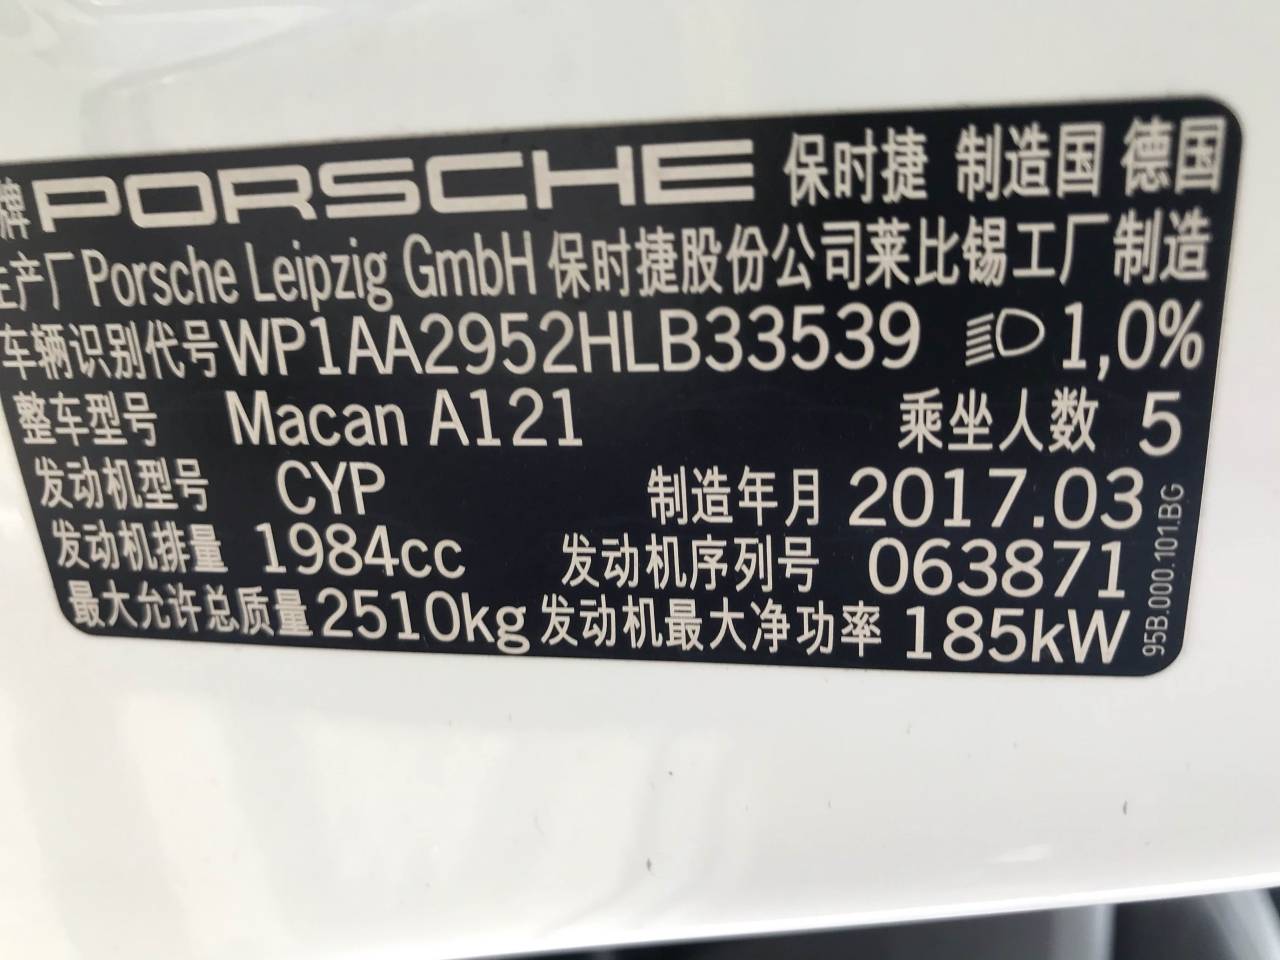 牌 PORSCHE 保时捷 制造国 德国
生产厂 Porsche Leipzig GmbH 保时捷股份公司莱比锡工厂 制造
车辆识别代号 WP1AA2952HLB33539 1,0%
整车型号 Macan A121 乘坐人数 5
发动机型号 CYP 制造年月 2017.03
发动机排量 1984cc 发动机序列号 063871
最大允许总质量 2510kg 发动机最大净功率 185kW
95B.000.101.BG